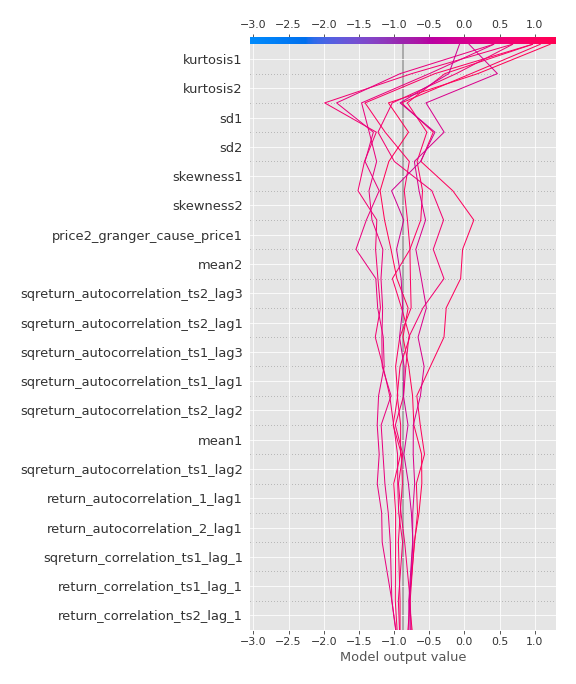 −3.0 −2.5 −2.0 −1.5 −1.0 −0.5 0.0 0.5 1.0
kurtosis1
kurtosis2
sd1
sd2
skewness1
skewness2
price2_granger_cause_price1
mean2
sqreturn_autocorrelation_ts2_lag3
sqreturn_autocorrelation_ts2_lag1
sqreturn_autocorrelation_ts1_lag3
sqreturn_autocorrelation_ts1_lag1
sqreturn_autocorrelation_ts2_lag2
mean1
sqreturn_autocorrelation_ts1_lag2
return_autocorrelation_1_lag1
return_autocorrelation_2_lag1
sqreturn_correlation_ts1_lag_1
return_correlation_ts1_lag_1
return_correlation_ts2_lag_1
−3.0 −2.5 −2.0 −1.5 −1.0 −0.5 0.0 0.5 1.0
Model output value